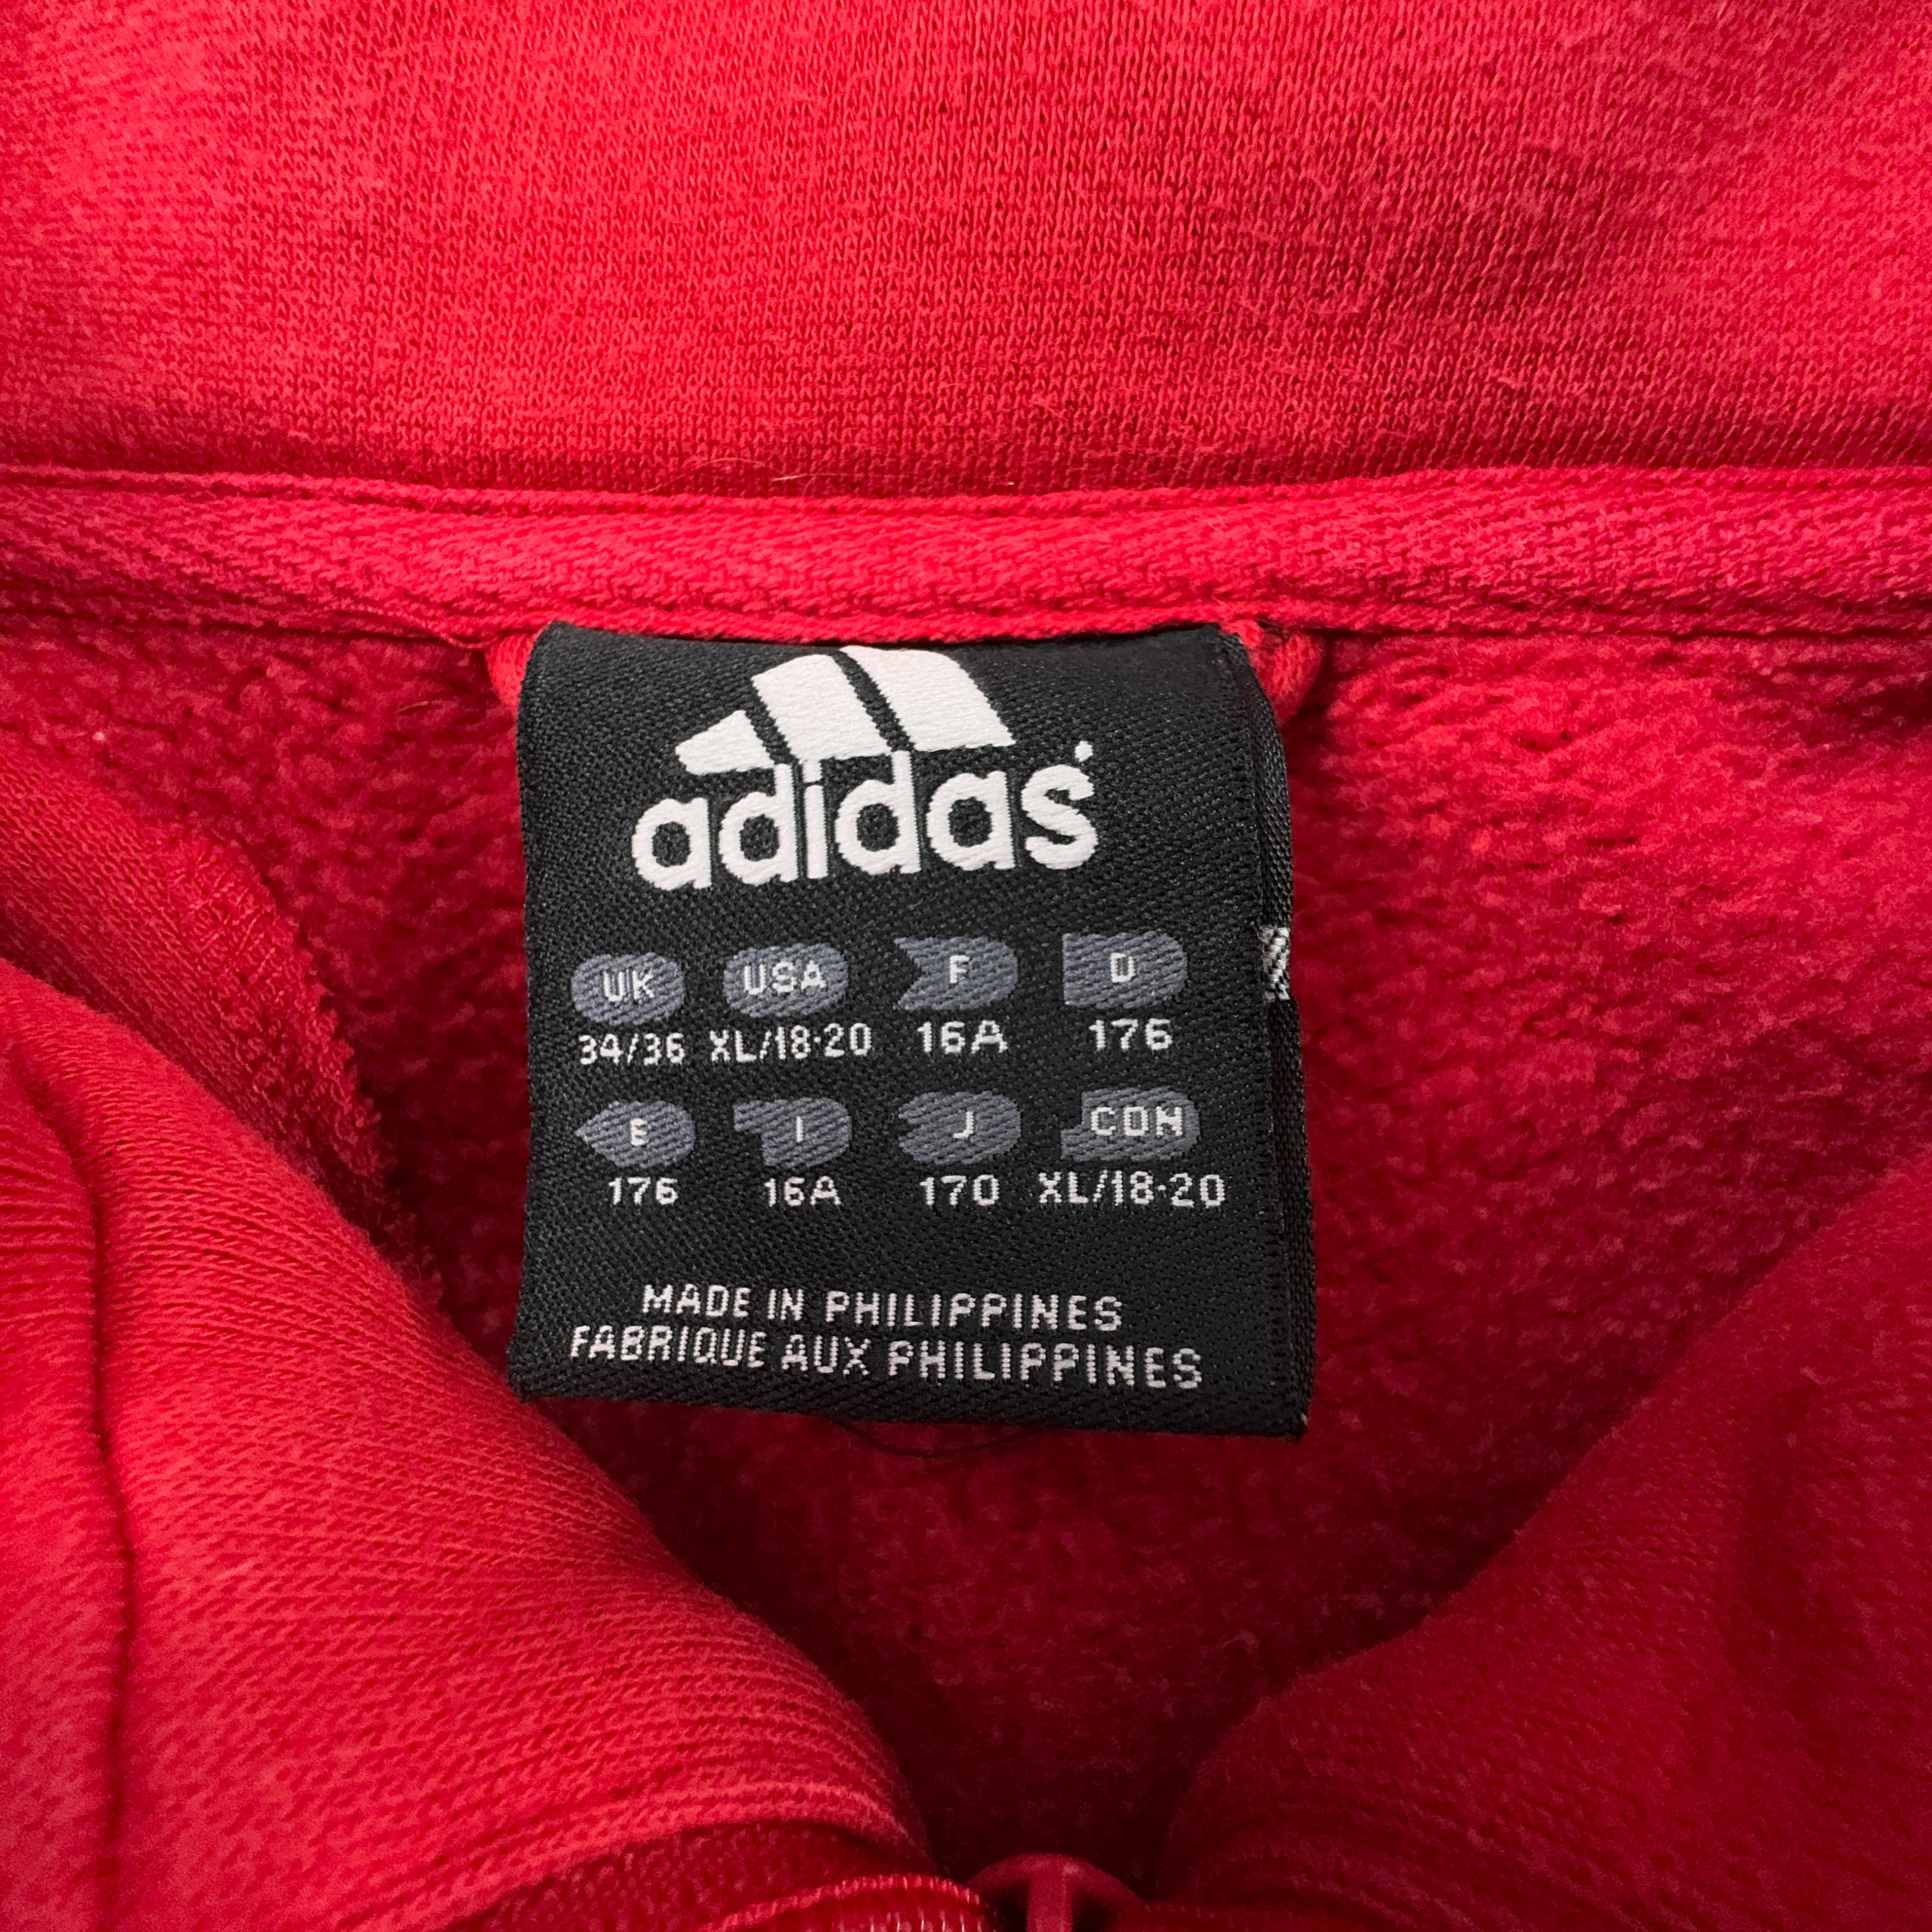 adidas
UK USA F D
34/36 XL/18-20 16A 176
E I J CDN
176 16A 170 XL/18-20
MADE IN PHILIPPINES
FABRIQUE AUX PHILIPPINES